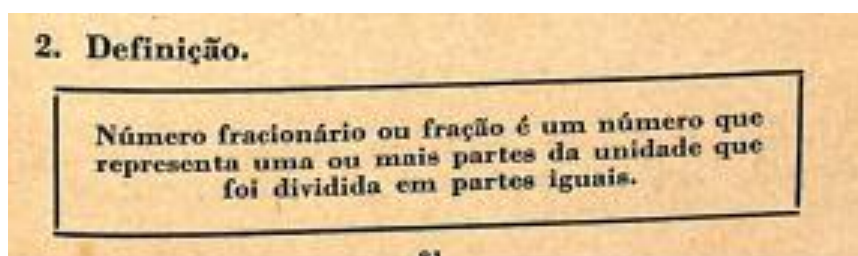 2. Definição.
Número fracionário ou fração é um número que
representa uma ou mais partes da unidade que
foi dividida em partes iguais.